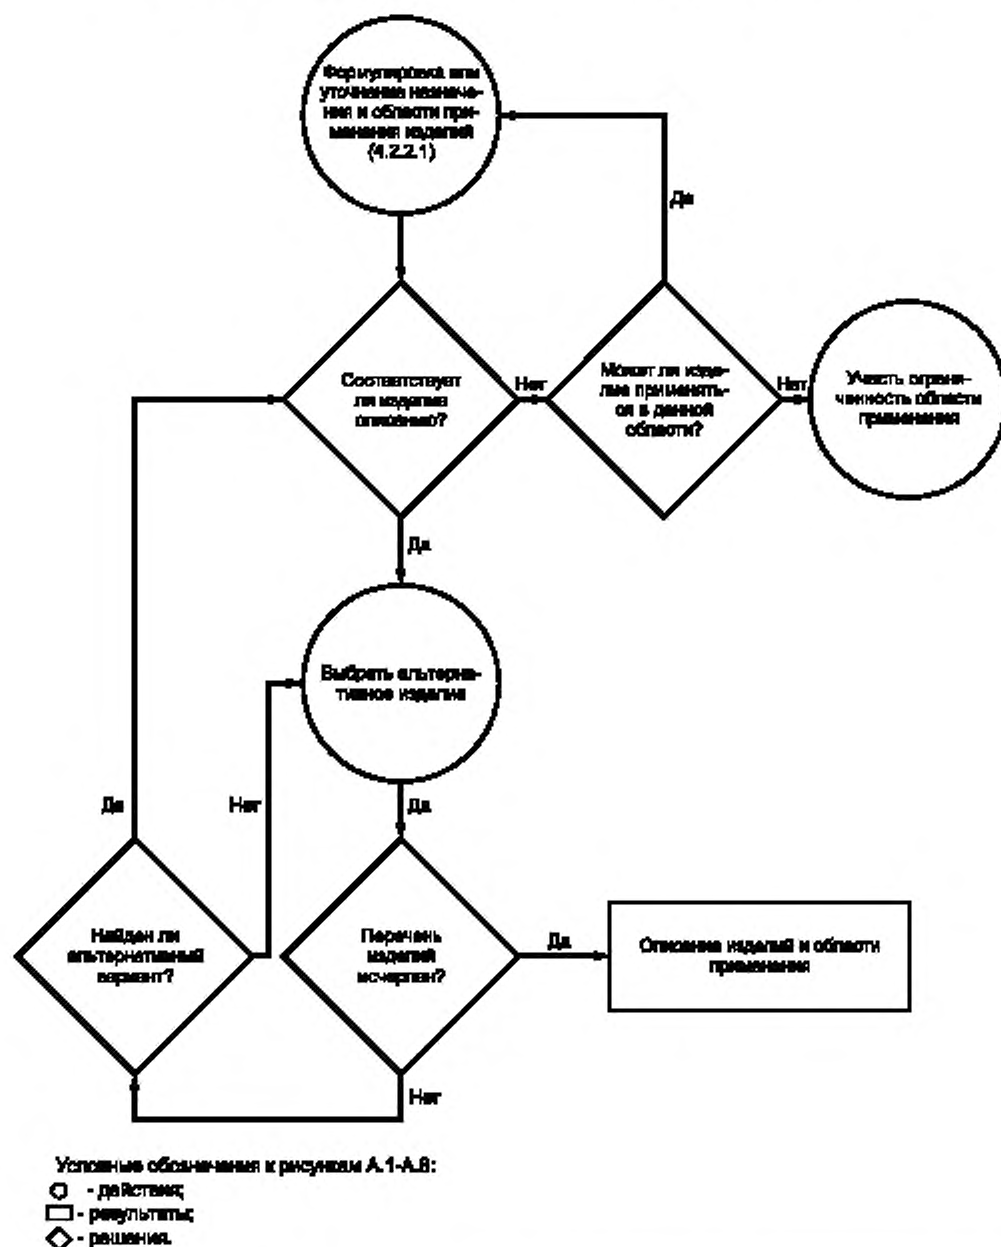 Формулировка или
уточнение назначе-
ния и области при-
менения изделий
(4.2.2.1)
Да
Соответствует
ли изделие
описанию?
Нет
Может ли изде-
лие применять-
ся в данной
области?
Нет
Учесть ограни-
ченность области
применения
Да
Выбрать альтерна-
тивное изделие
Да
Нет
Да
Найден ли
альтернативный
вариант?
Перечень
изделий
исчерпан?
Да
Описание изделий и области
применения
Нет
Условные обозначения к рисункам А.1-А.8:
- действия;
- результаты;
- решения.